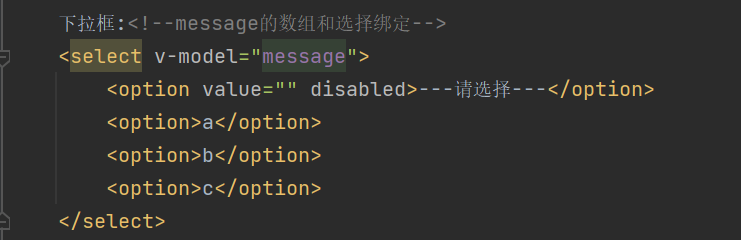 下拉框:<!--message的数组和选择绑定-->
<select v-model="message">
<option value="" disabled>---请选择---</option>
<option>a</option>
<option>b</option>
<option>c</option>
</select>